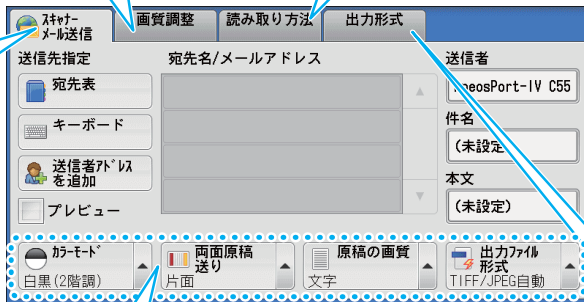 ｽｷｬﾅｰ
ﾒｰﾙ送信
画質調整
読み取り方法
出力形式
送信先指定
宛先名/メールアドレス
送信者
宛先表
peosPort-IV C55
キーボード
件名
(未設定)
送信者ｱﾄﾞﾚｽ
を追加
本文
プレビュー
(未設定)
ｶﾗｰﾓｰﾄﾞ
白黒(2階調)
両面原稿
送り
片面
原稿の画質
文字
出力ﾌｧｲﾙ
形式
TIFF/JPEG自動